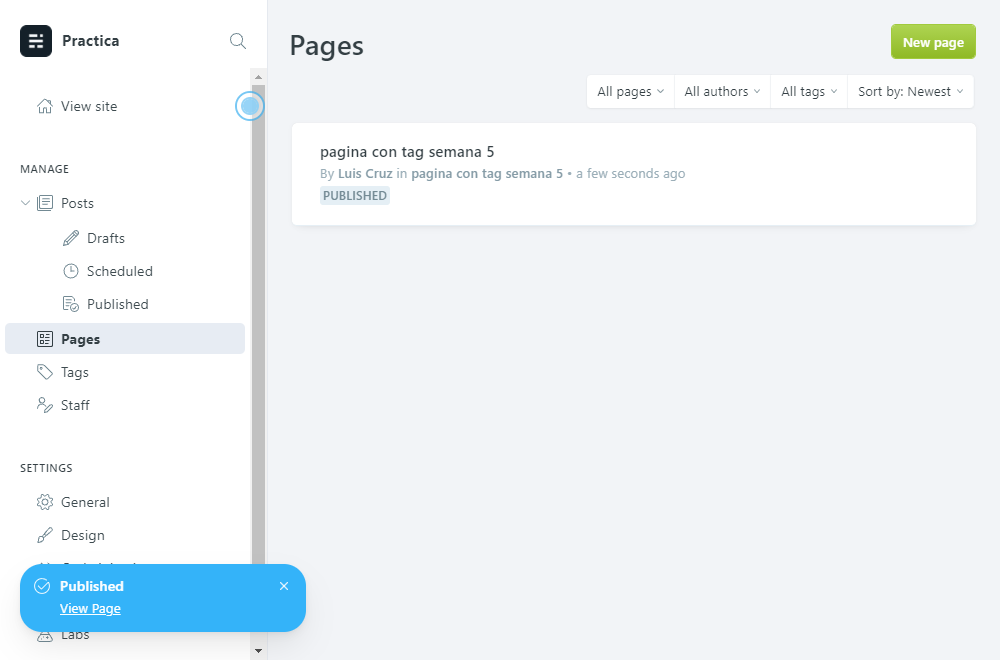 Practica
View site
MANAGE
Posts
Drafts
Scheduled
Published
Pages
Tags
Staff
SETTINGS
General
Design
Published
View Page
Labs
Pages
New page
All pages
All authors
All tags
Sort by: Newest
pagina con tag semana 5
By Luis Cruz in pagina con tag semana 5 • a few seconds ago
PUBLISHED